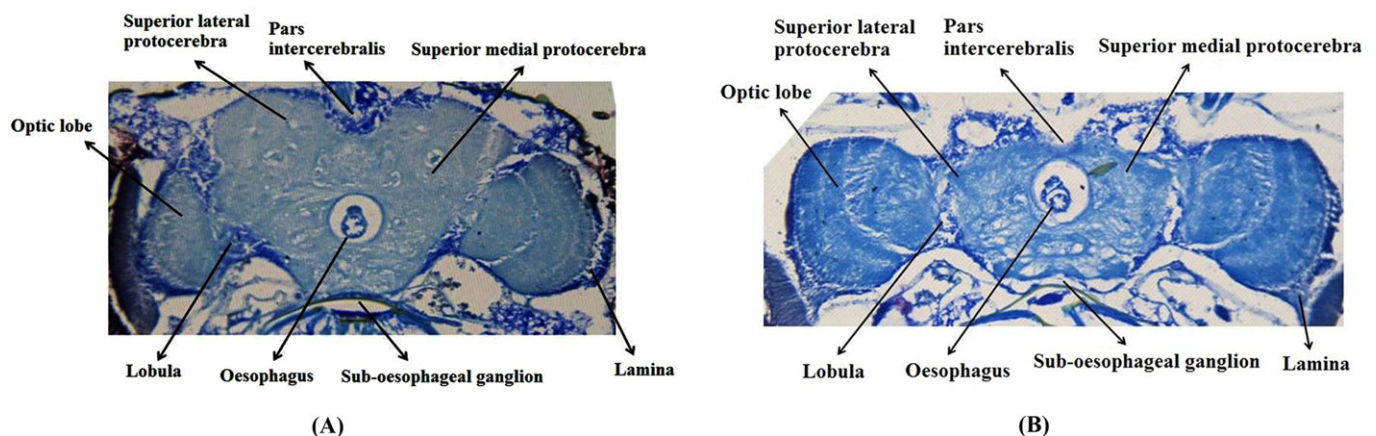 Superior lateral
protocerebra
Pars
intercerebralis
Superior medial protocerebra
Optic lobe
Lobula
Oesophagus
Sub-oesophageal ganglion
Lamina
(A)
Superior lateral
protocerebra
Pars
intercerebralis
Superior medial protocerebra
Optic lobe
Lobula
Oesophagus
Sub-oesophageal ganglion
Lamina
(B)